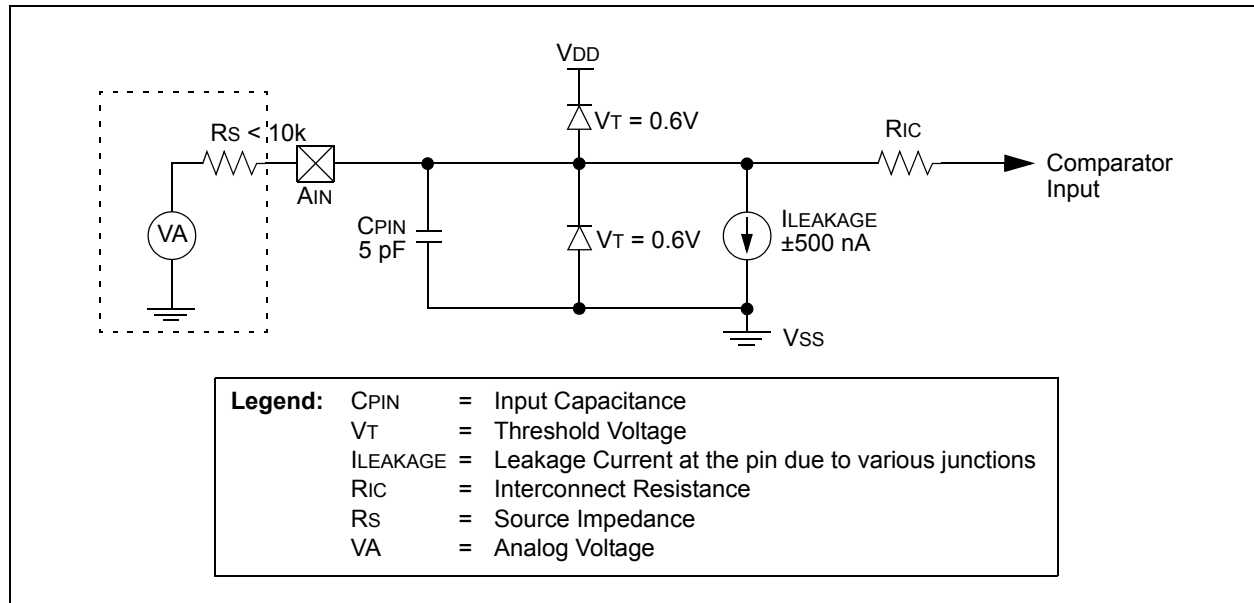 VDD
VT = 0.6V
RS < 10k
RIC
AIN
Comparator
Input
VA
CPIN
5 pF
VT = 0.6V
ILEAKAGE
±500 nA
VSS
Legend: CPIN = Input Capacitance
VT = Threshold Voltage
ILEAKAGE = Leakage Current at the pin due to various junctions
RIC = Interconnect Resistance
RS = Source Impedance
VA = Analog Voltage